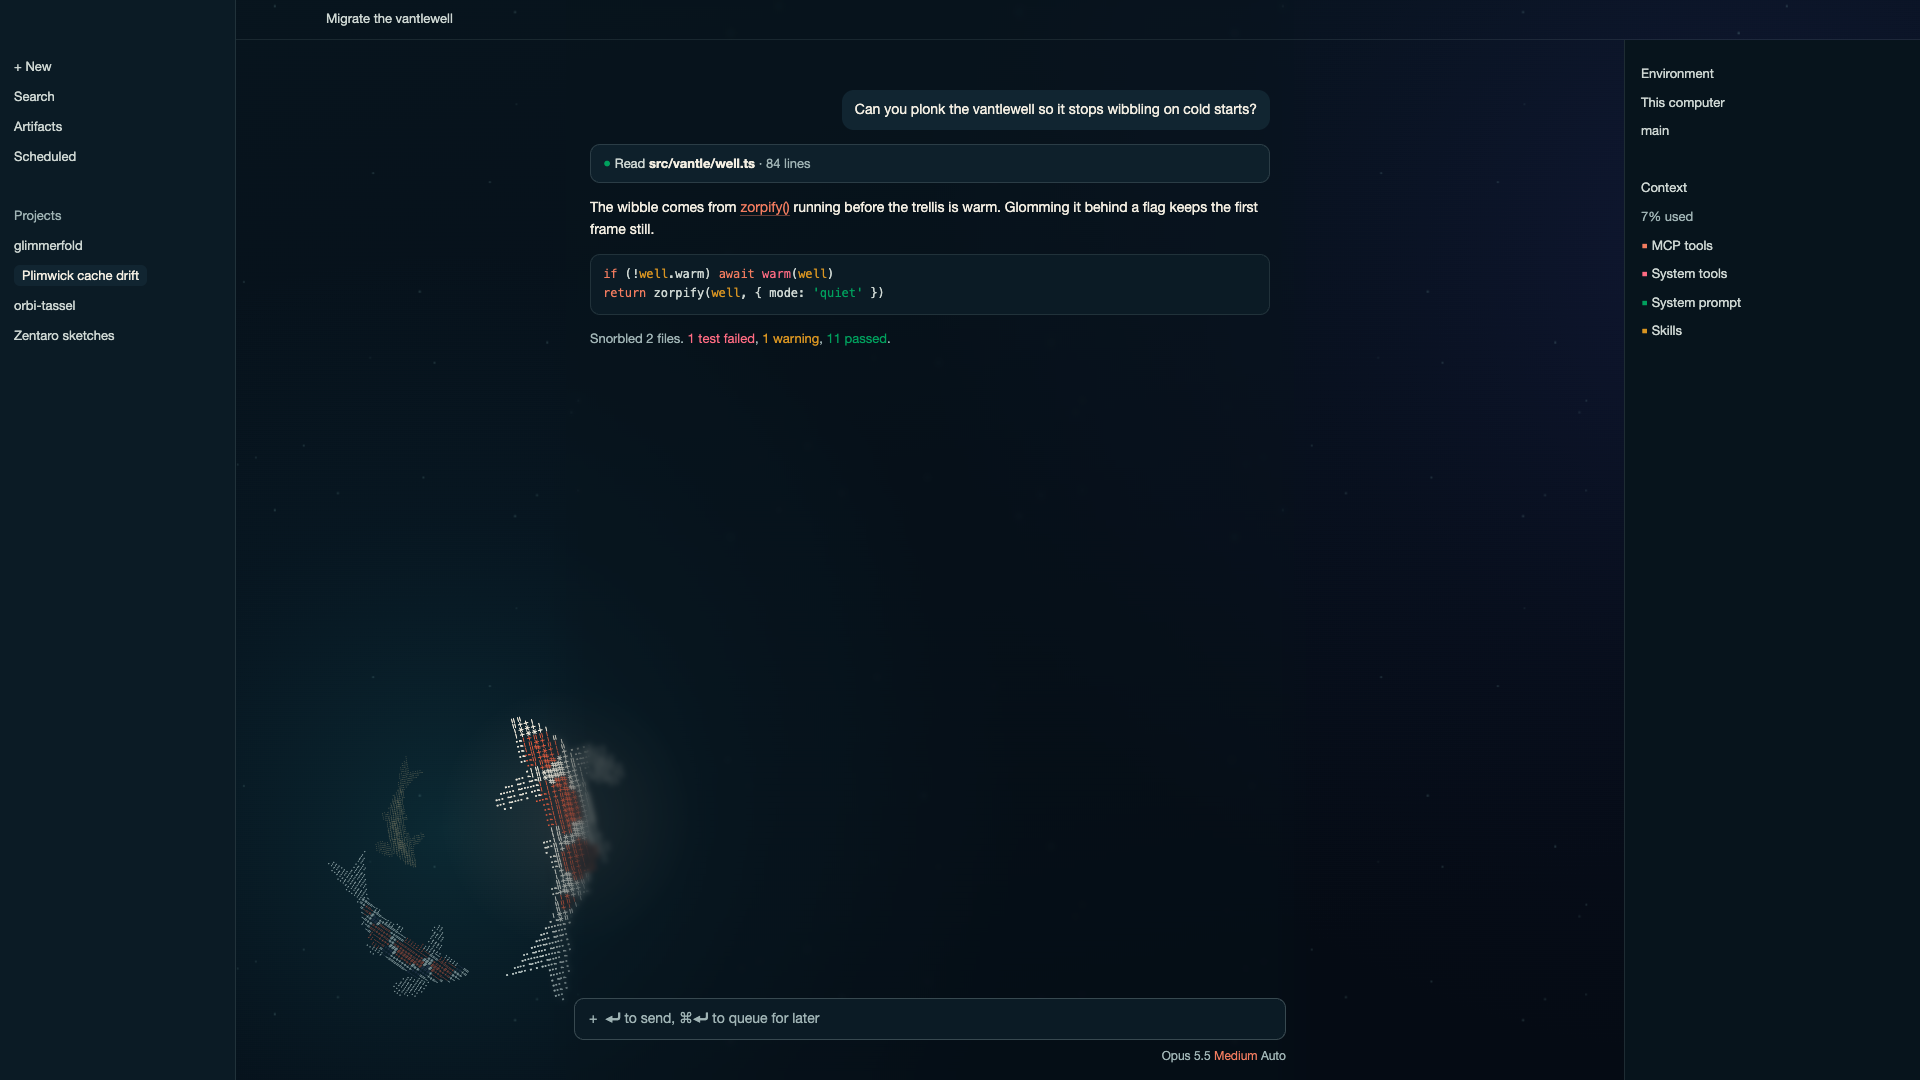 Migrate the vantlewell
+ New
Search
Artifacts
Scheduled
Projects
glimmerfold
Plimwick cache drift
orbi-tassel
Zentaro sketches
Can you plonk the vantlewell so it stops wibbling on cold starts?
Read src/vantle/well.ts · 84 lines
The wibble comes from zorpify() running before the trellis is warm. Glomming it behind a flag keeps the first
frame still.
if (!well.warm) await warm(well)
return zorpify(well, { mode: 'quiet' })
Snorbled 2 files. 1 test failed, 1 warning, 11 passed.
+ ↵ to send, ⌘↵ to queue for later
Opus 5.5 Medium Auto
Environment
This computer
main
Context
7% used
MCP tools
System tools
System prompt
Skills